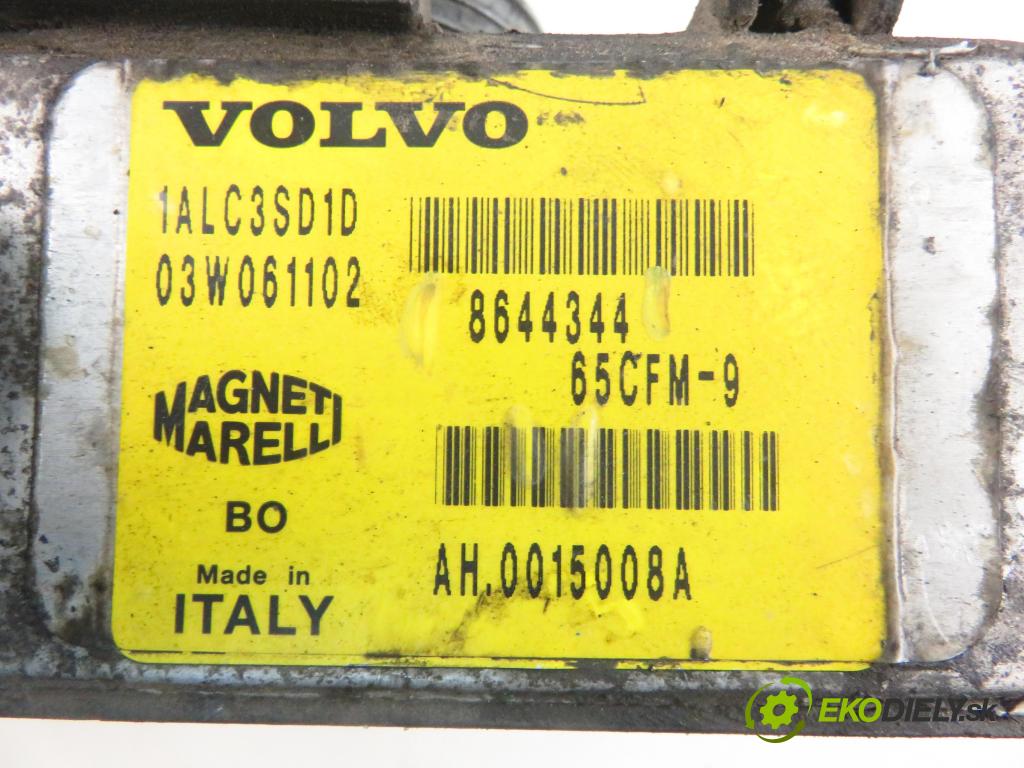 VOLVO
1ALC3SD1D
03W061102
8644344
65CFM-9
MAGNETI
MARELLI
BO
AH.0015008A
Made in
ITALY
EKODIELY.sk